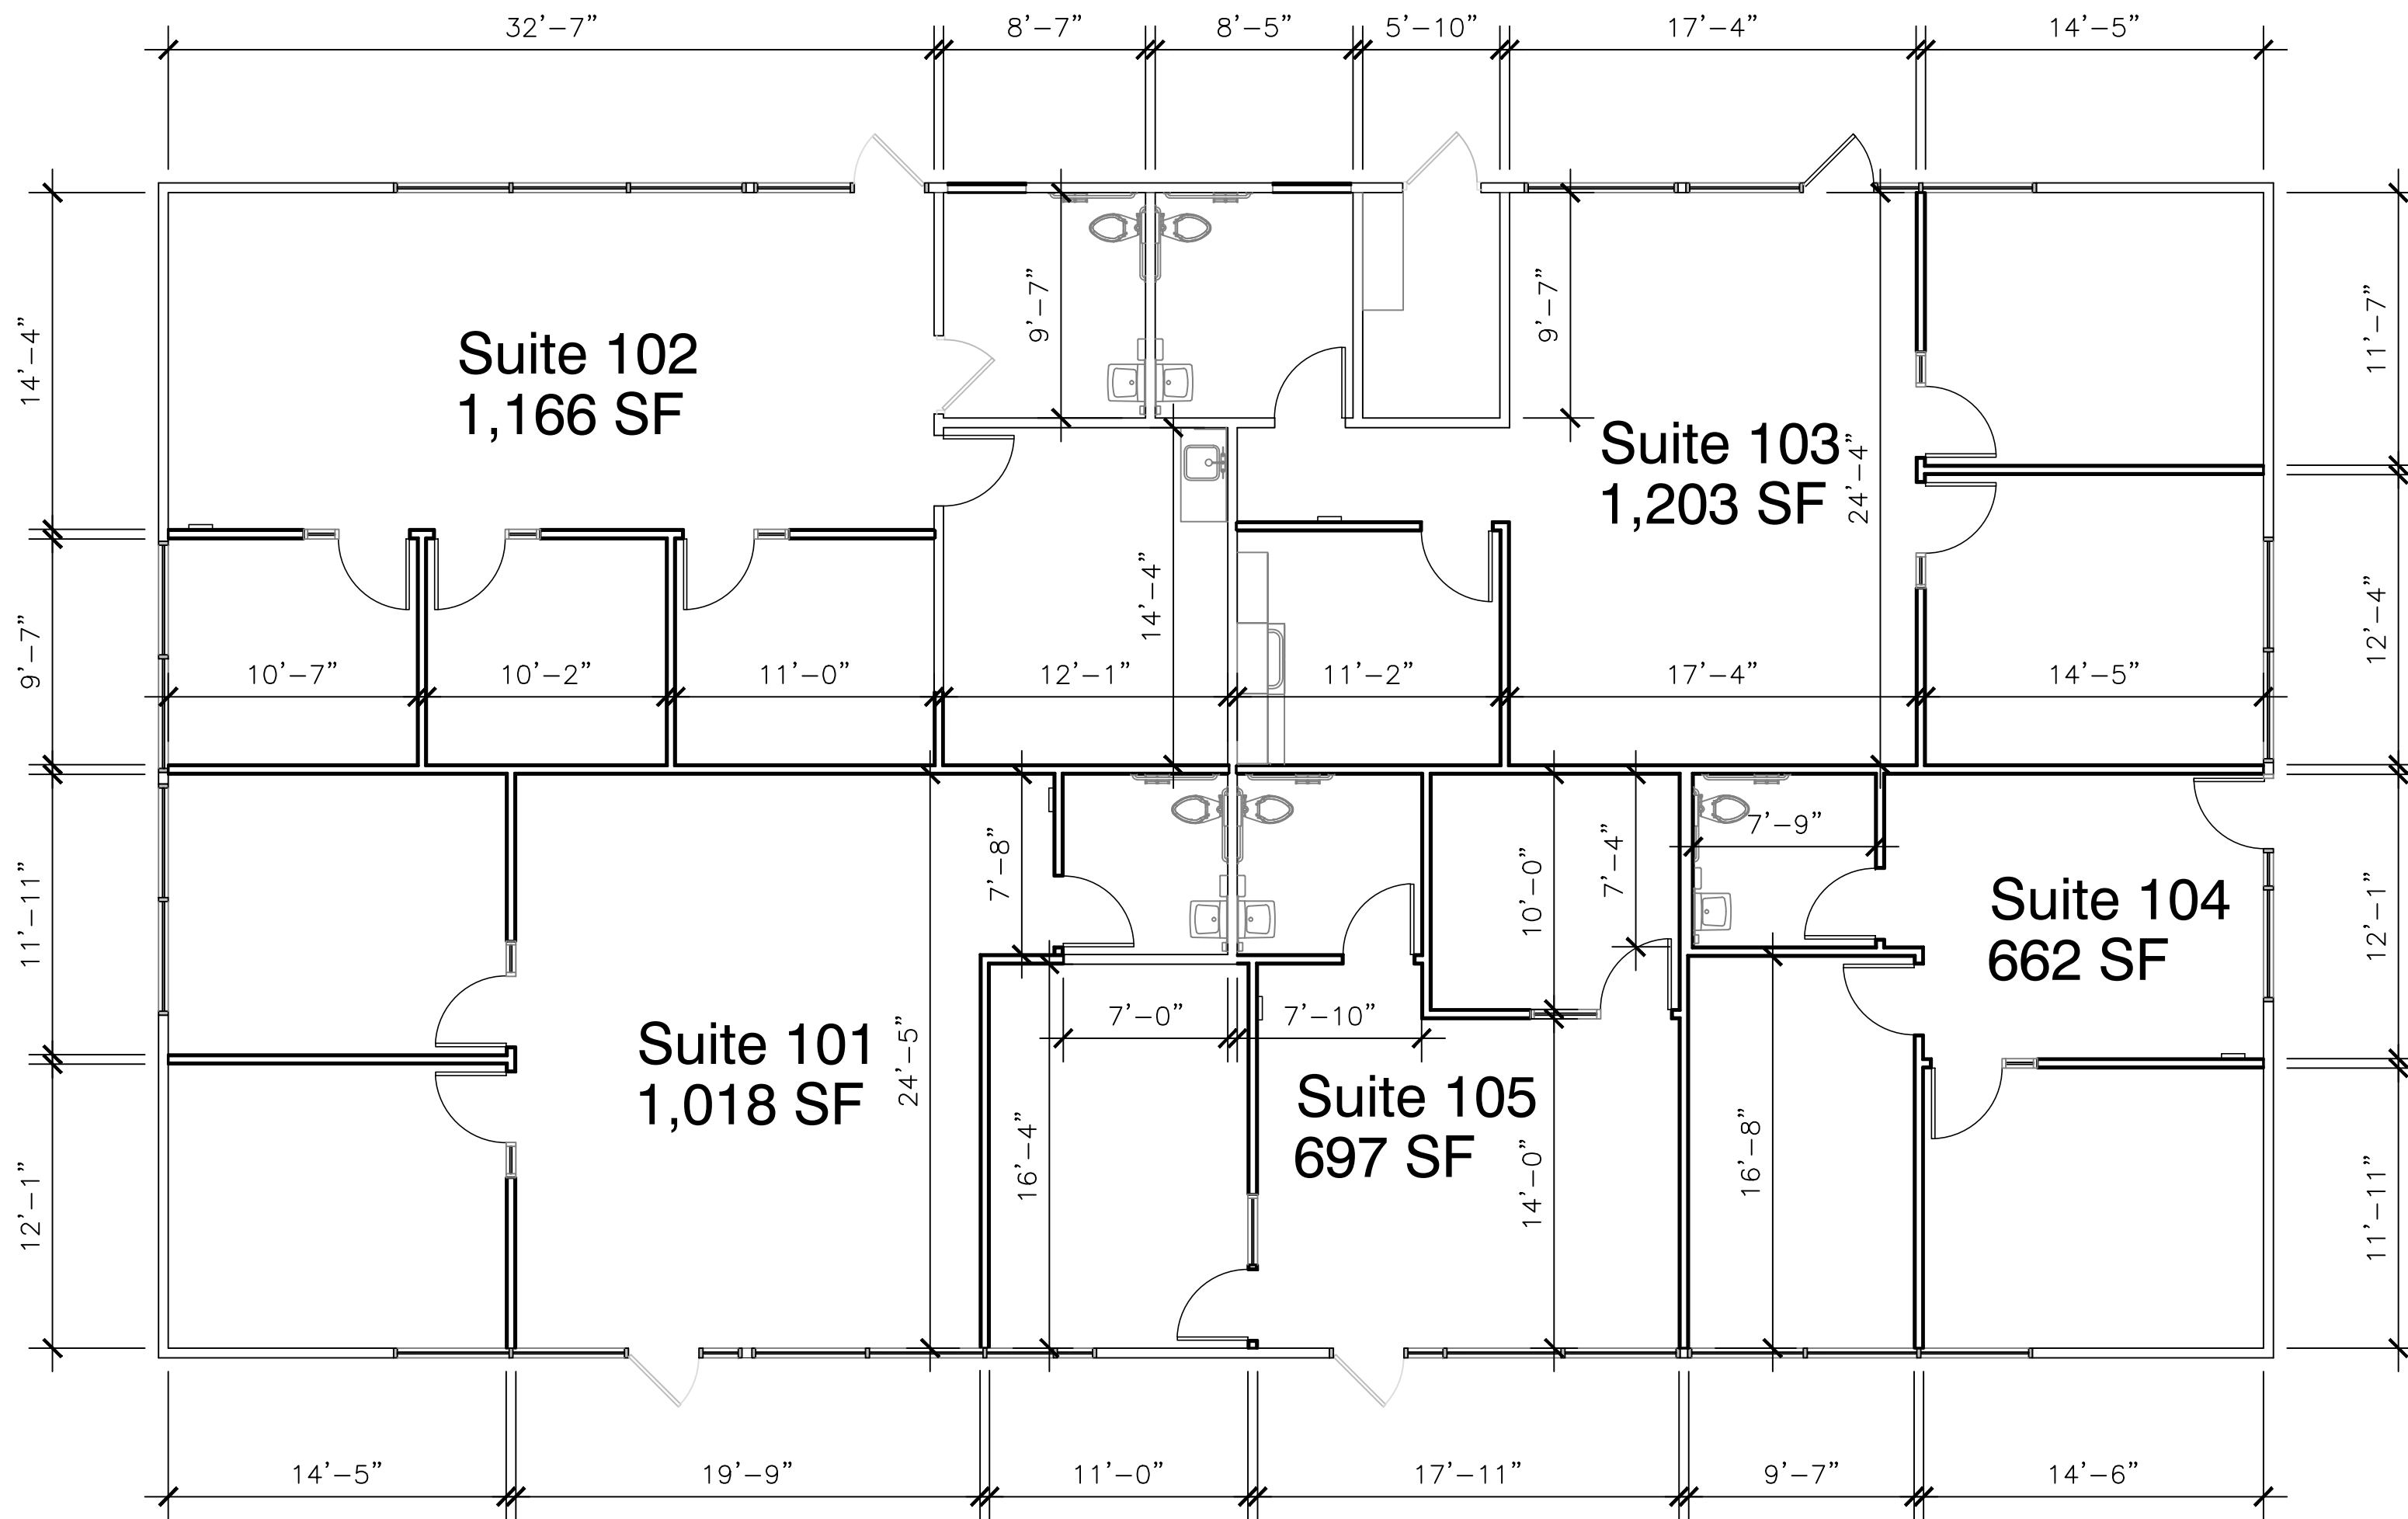 32’–7” 8’–7” 8’–5” 5’–10” 17’–4” 14’–5”
14’–4”
9’–7”
9’–7”
11’–7”
Suite 102
1,166 SF
Suite 103
1,203 SF
24’–4”
14’–4”
9’–7”
12’–4”
10’–7” 10’–2” 11’–0” 12’–1” 11’–2” 17’–4” 14’–5”
7’–9”
7’–8”
10’–0”
7’–4”
11’–11”
12’–1”
Suite 104
662 SF
7’–0” 7’–10”
Suite 101
1,018 SF
24’–5”
Suite 105
697 SF
16’–4”
14’–0”
16’–8”
12’–1”
11’–11”
14’–5” 19’–9” 11’–0” 17’–11” 9’–7” 14’–6”